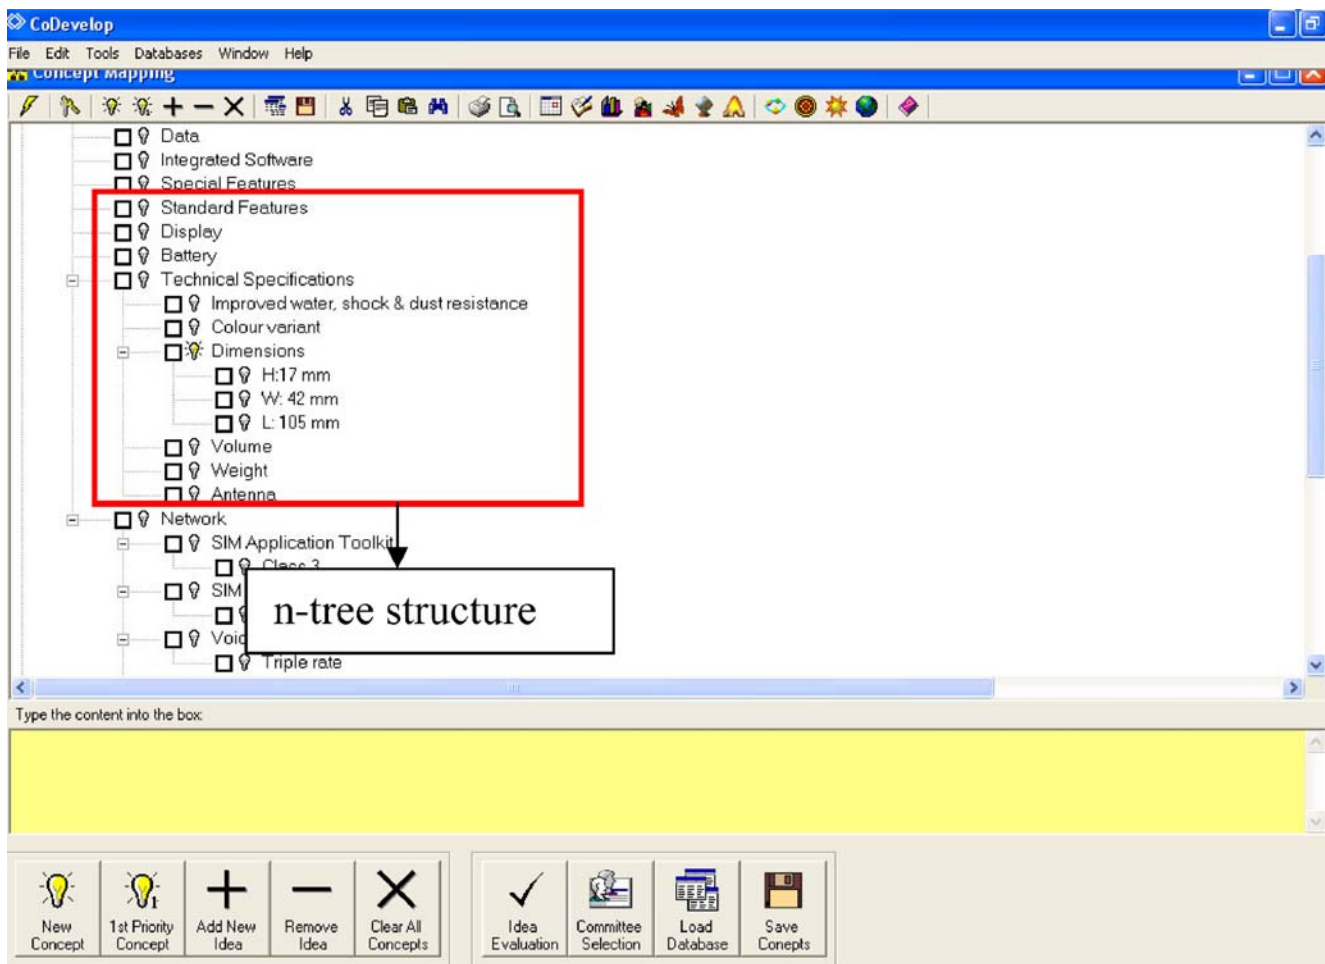 CoDevelop
File Edit Tools Databases Window Help
Concept Mapping
Data
Integrated Software
Special Features
Standard Features
Display
Battery
Technical Specifications
Improved water, shock & dust resistance
Colour variant
Dimensions
H:17 mm
W: 42 mm
L: 105 mm
Volume
Weight
Antenna
Network
SIM Application Toolkit
Class 3
SIM
n-tree structure
Triple rate
Type the content into the box:
New Concept
1st Priority Concept
Add New Idea
Remove Idea
Clear All Concepts
Idea Evaluation
Committee Selection
Load Database
Save Conepts